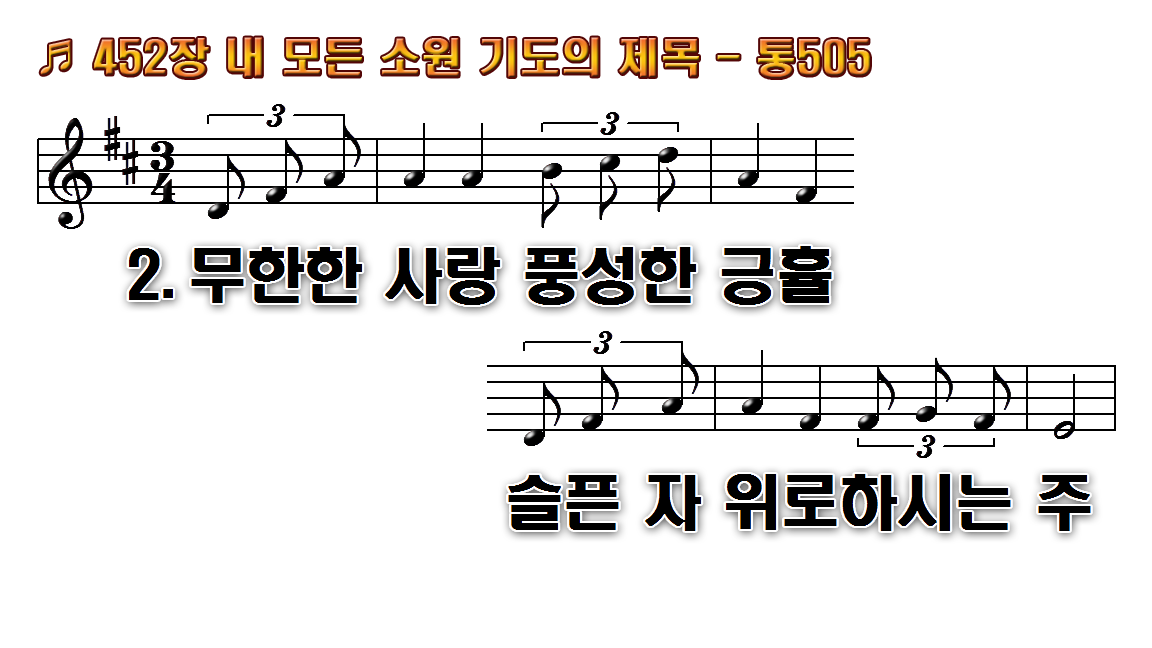 ♬ 452장 내 모든 소원 기도의 제목 - 통505
3 3
3
4
2. 무한한 사랑 풍성한 긍휼
3 3
슬픈 자 위로하시는 주